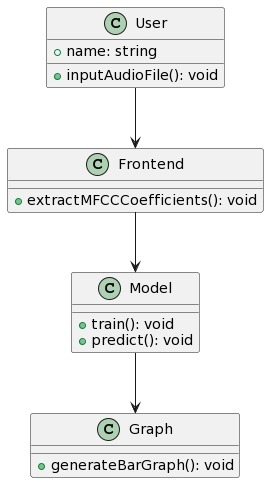 C User
name: string
inputAudioFile(): void
C Frontend
extractMFCCCoefficients(): void
C Model
train(): void
predict(): void
C Graph
generateBarGraph(): void